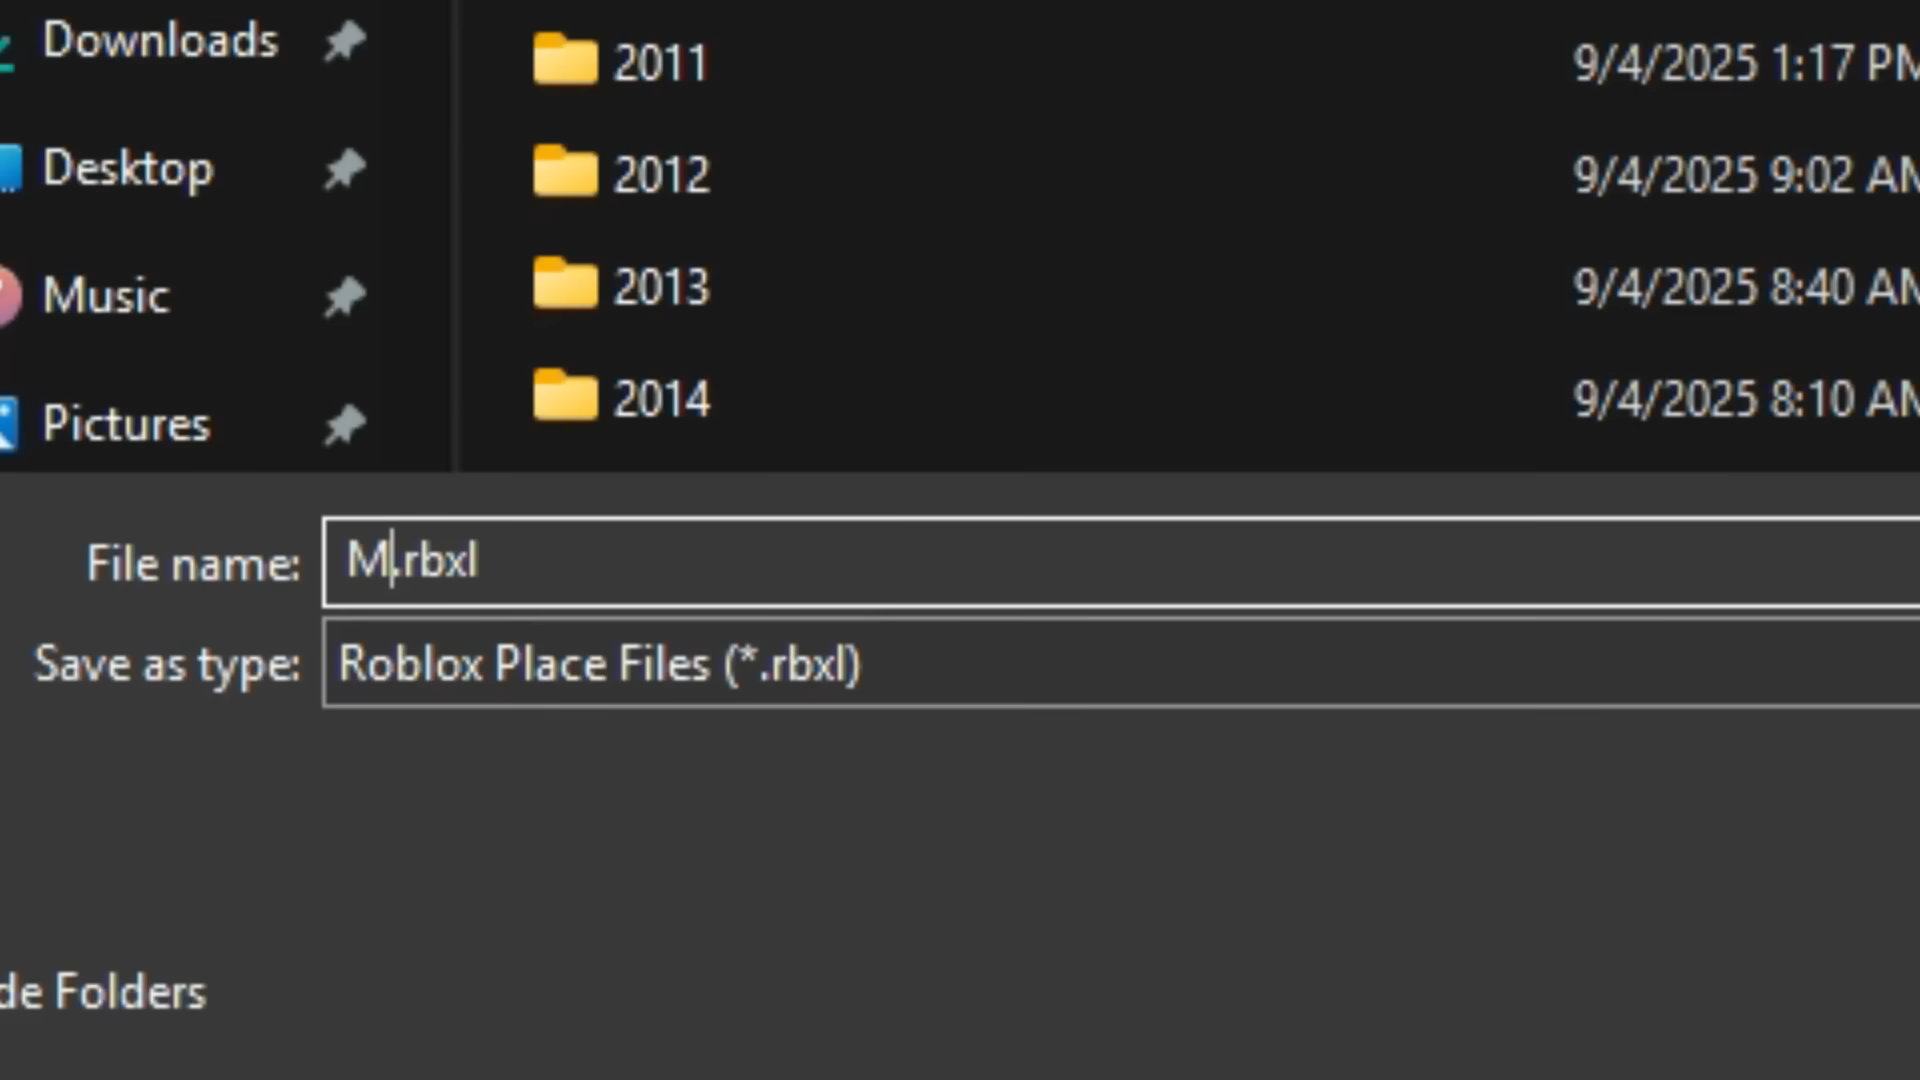 Downloads
Desktop
Music
Pictures
2011 9/4/2025 1:17 PM
2012 9/4/2025 9:02 AM
2013 9/4/2025 8:40 AM
2014 9/4/2025 8:10 AM
File name: M.rbxl
Save as type: Roblox Place Files (*.rbxl)
de Folders